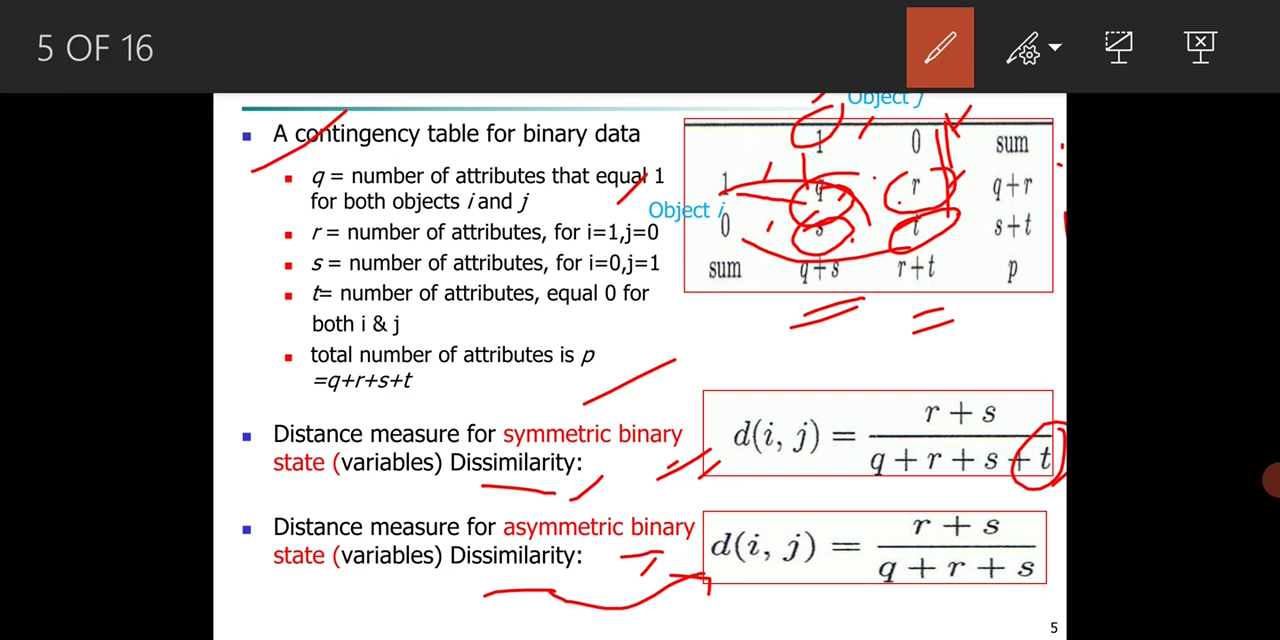 5 OF 16
Object j
A contingency table for binary data
q = number of attributes that equal 1
for both objects i and j
r = number of attributes, for i=1,j=0
s = number of attributes, for i=0,j=1
t= number of attributes, equal 0 for
both i & j
total number of attributes is p
=q+r+s+t
1 0 sum
1 q r q+r
Object i
0 s t s+t
sum q+s r+t p
Distance measure for symmetric binary
state (variables) Dissimilarity:
d(i, j) = r + s / q + r + s + t
Distance measure for asymmetric binary
state (variables) Dissimilarity:
d(i, j) = r + s / q + r + s
5